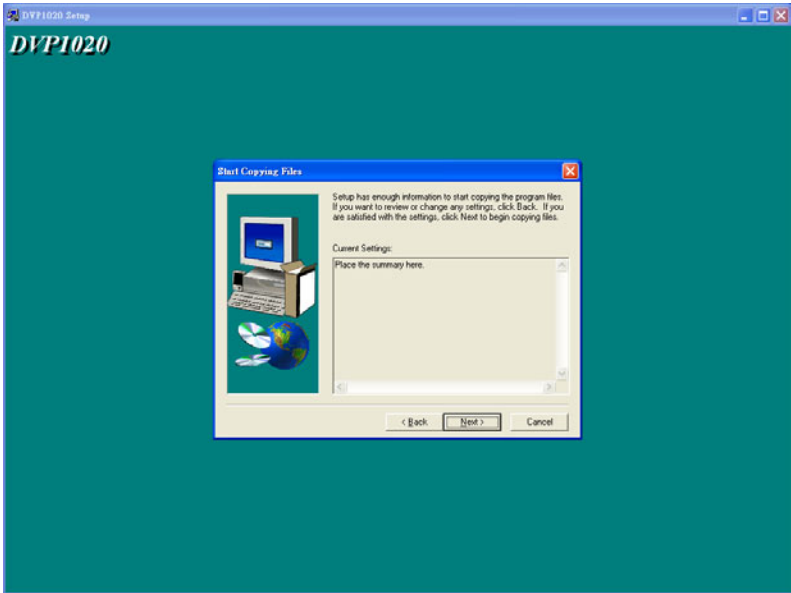 DVP1020 Setup
DVP1020
Start Copying Files
Setup has enough information to start copying the program files.
If you want to review or change any settings, click Back. If you
are satisfied with the settings, click Next to begin copying files.
Current Settings:
Place the summary here.
< Back
Next >
Cancel